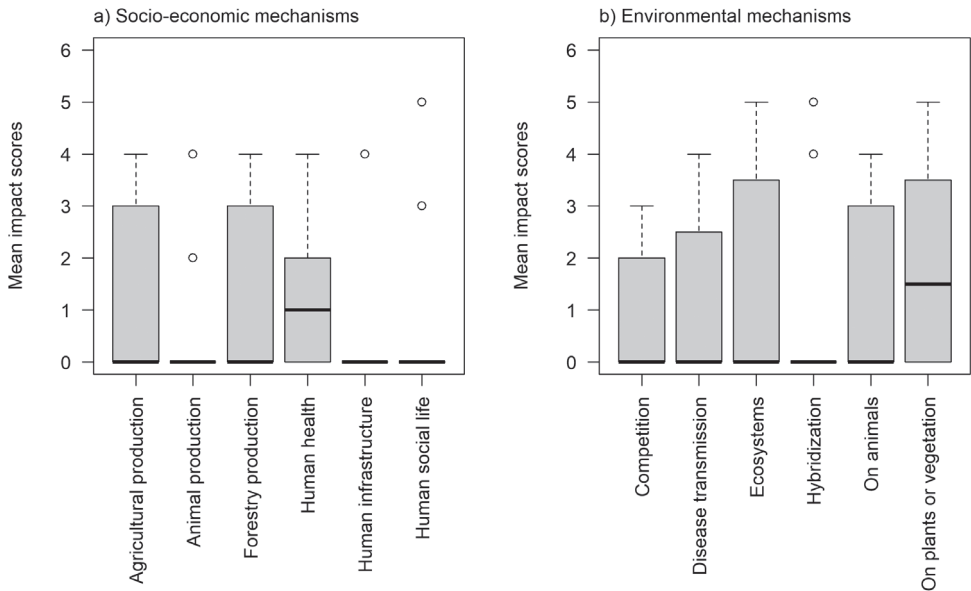 a) Socio-economic mechanisms
Mean impact scores
6
5
4
3
2
1
0
Agricultural production
Animal production
Forestry production
Human health
Human infrastructure
Human social life
b) Environmental mechanisms
Mean impact scores
6
5
4
3
2
1
0
Competition
Disease transmission
Ecosystems
Hybridization
On animals
On plants or vegetation